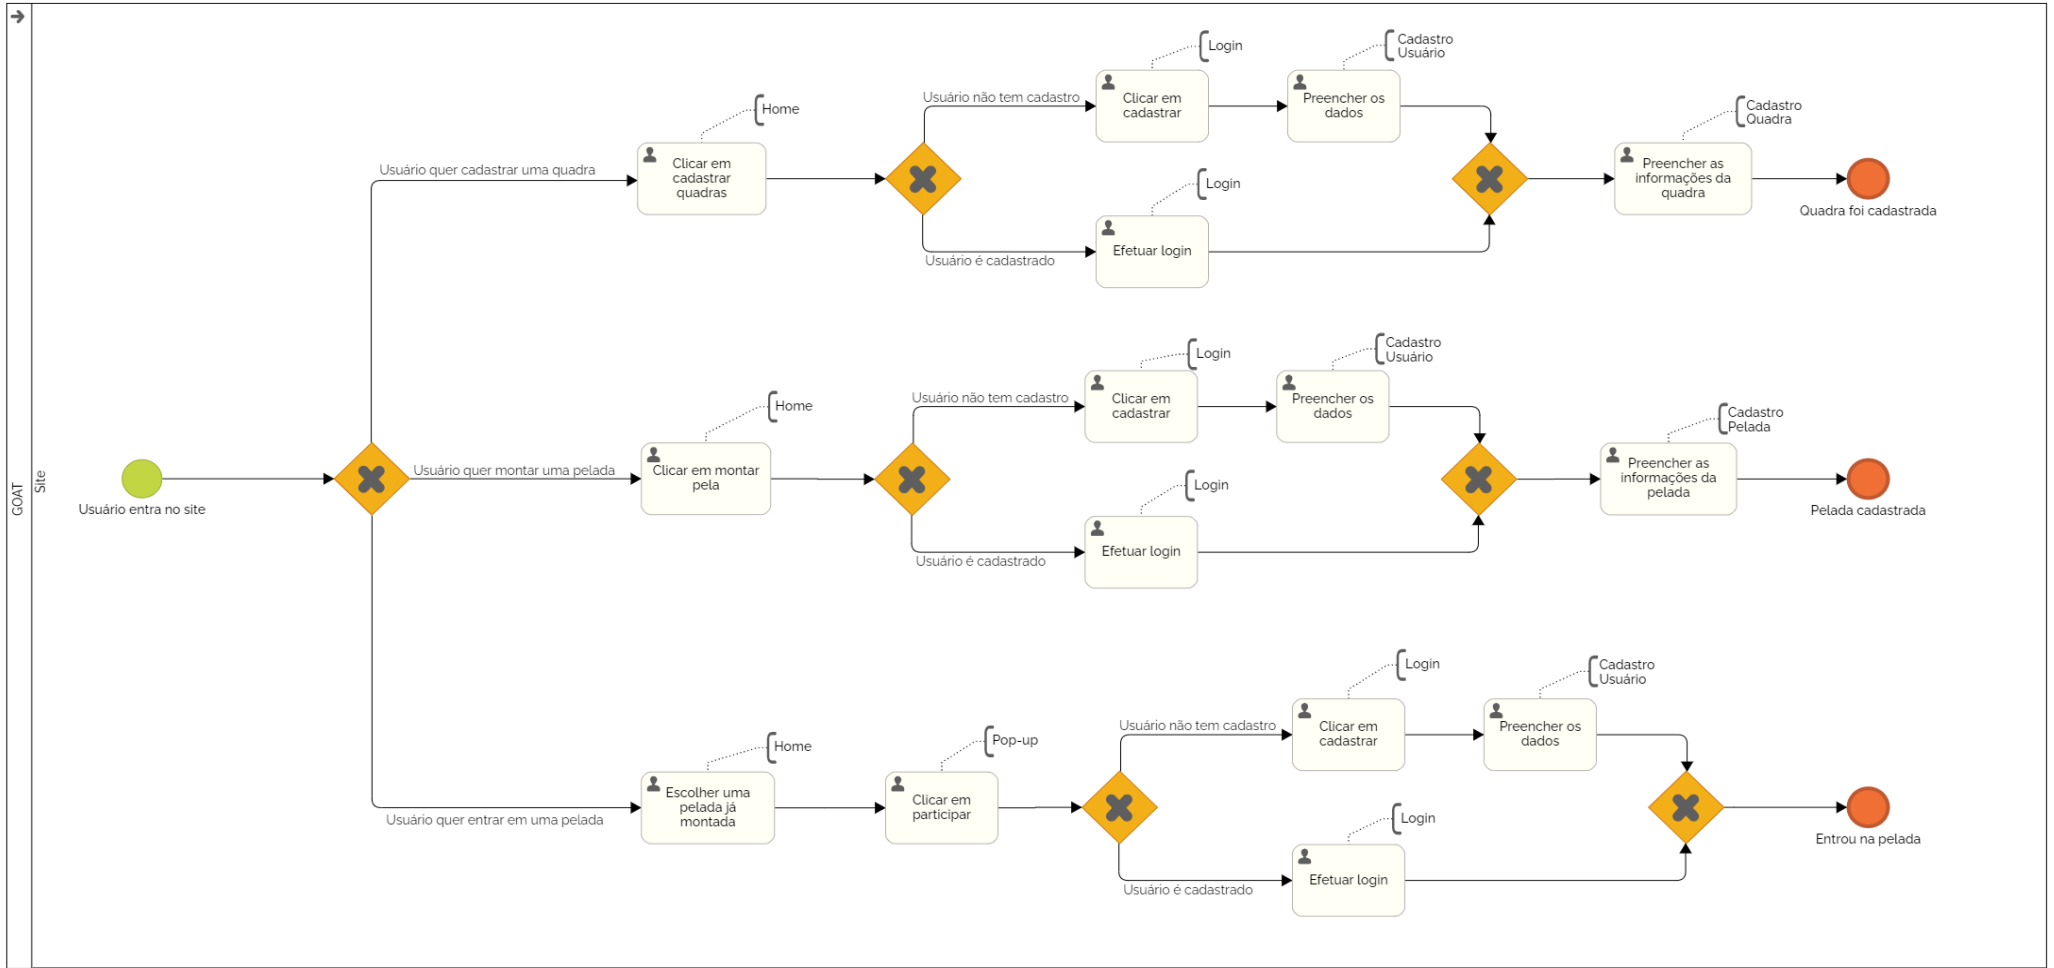 GOAT
Site
Usuário entra no site
Usuário quer cadastrar uma quadra
Home
Clicar em
cadastrar
quadras
Usuário não tem cadastro
Login
Clicar em
cadastrar
Cadastro
Usuário
Preencher os
dados
Usuário é cadastrado
Login
Efetuar login
Cadastro
Quadra
Preencher as
informações da
quadra
Quadra foi cadastrada
Usuário quer montar uma pelada
Home
Clicar em montar
pela
Usuário não tem cadastro
Login
Clicar em
cadastrar
Cadastro
Usuário
Preencher os
dados
Usuário é cadastrado
Login
Efetuar login
Cadastro
Pelada
Preencher as
informações da
pelada
Pelada cadastrada
Usuário quer entrar em uma pelada
Home
Escolher uma
pelada já
montada
Pop-up
Clicar em
participar
Usuário não tem cadastro
Login
Clicar em
cadastrar
Cadastro
Usuário
Preencher os
dados
Usuário é cadastrado
Login
Efetuar login
Entrou na pelada